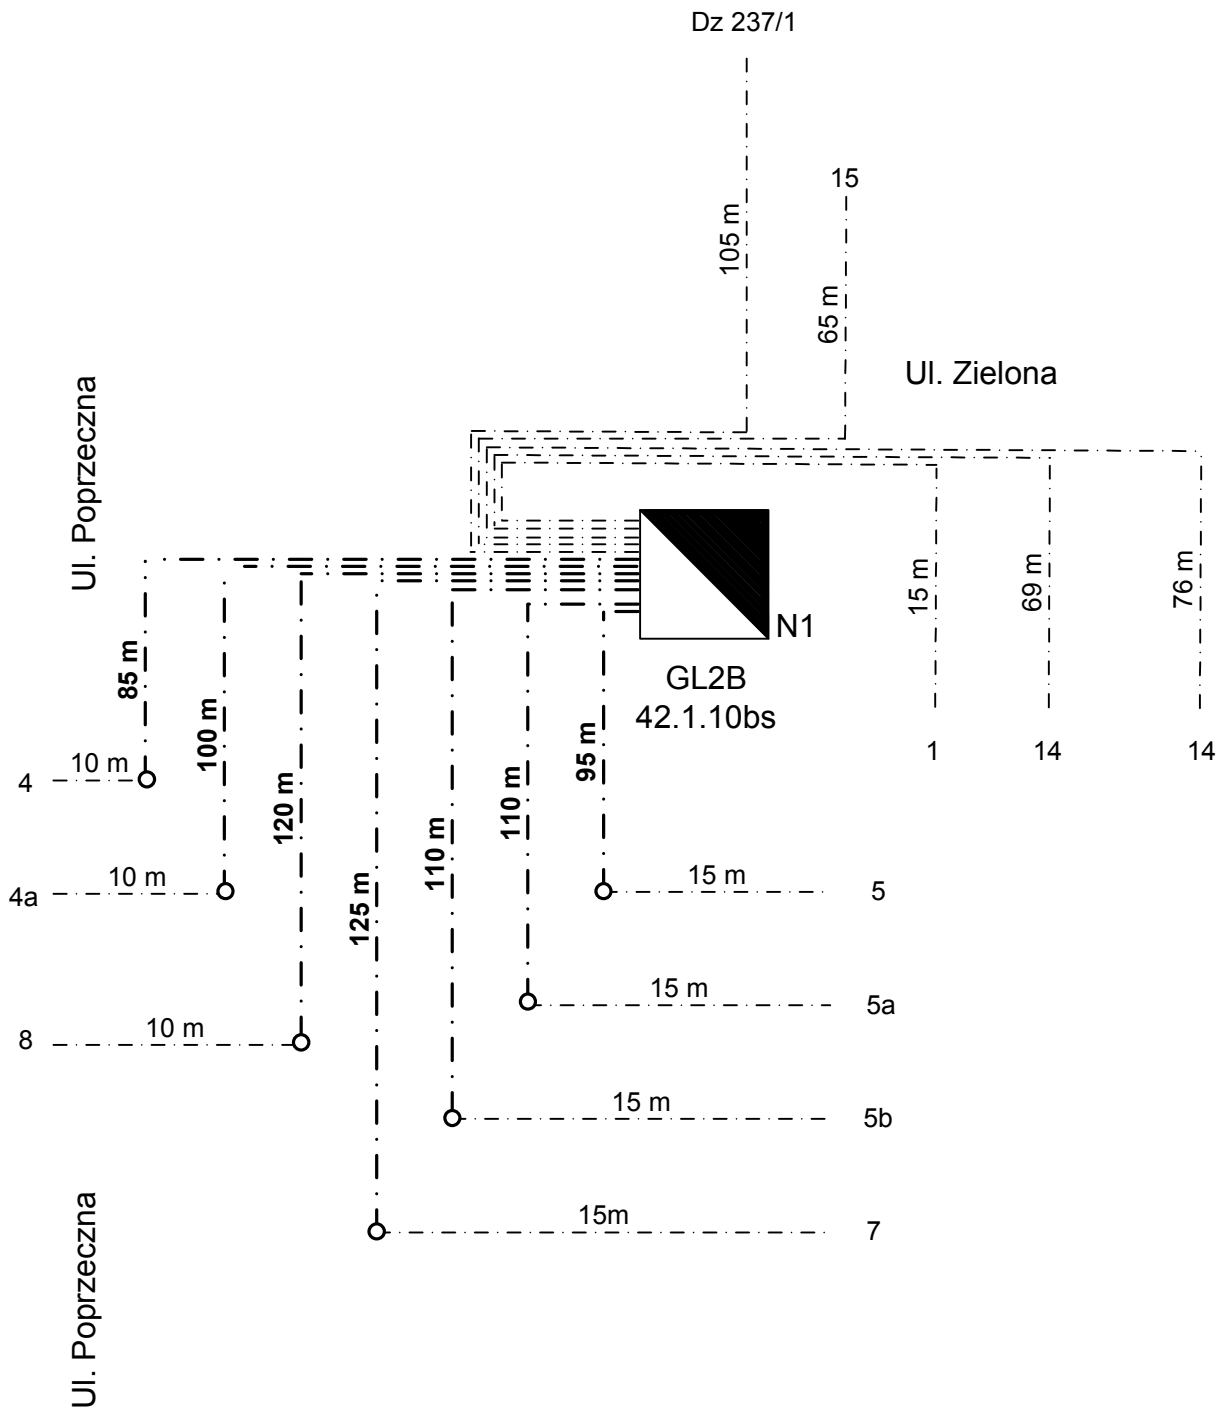 Dz 237/1
15
105 m
65 m
Ul. Zielona
Ul. Poprzeczna
15 m
69 m
76 m
N1
GL2B
42.1.10bs
85 m
100 m
120 m
125 m
110 m
110 m
95 m
1
14
14
4
10 m
4a
10 m
15 m
5
15 m
5a
8
10 m
15 m
5b
15m
7
Ul. Poprzeczna